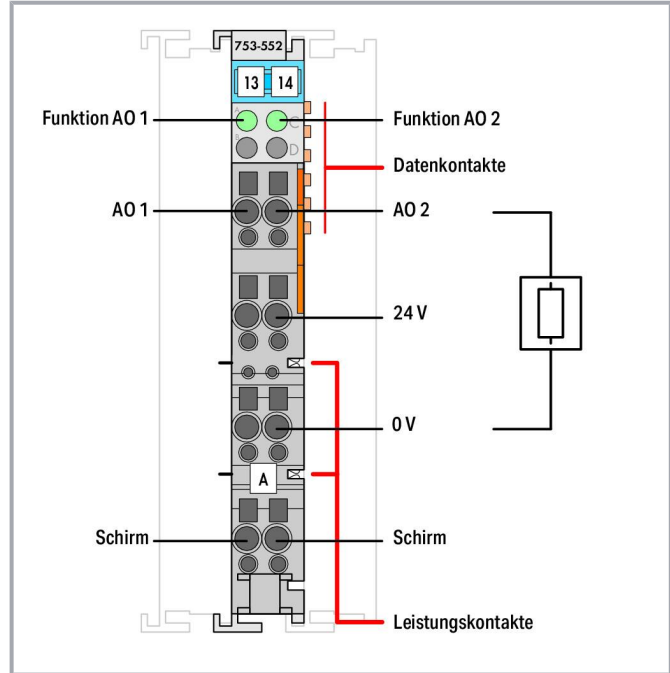 753-552
13 14
Funktion AO 1
A
C
Funktion AO 2
B
D
Datenkontakte
AO 1
AO 2
24 V
0 V
A
Schirm
Schirm
Leistungskontakte